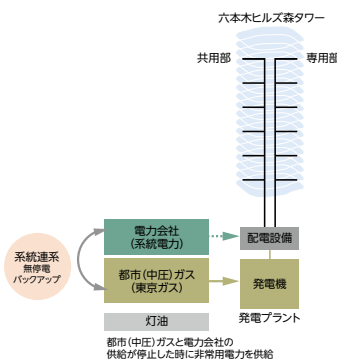 六本木ヒルズ森タワー
共用部
専用部
電力会社
(系統電力)
配電設備
系統連系
無停電
バックアップ
都市(中圧)ガス
(東京ガス)
発電機
発電プラント
灯油
都市(中圧)ガスと電力会社の
供給が停止した時に非常用電力を供給